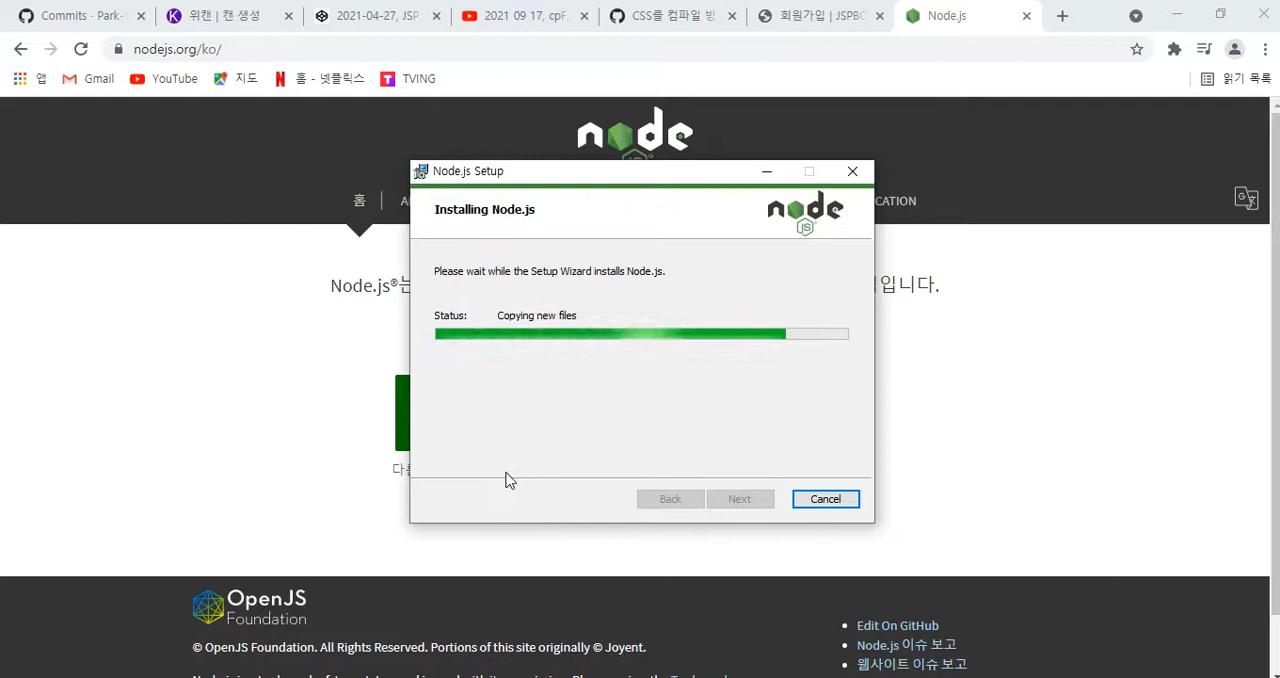 Commits · Park-
위캔 | 캔 생성
2021-04-27, JSP
2021 09 17, cpF.
CSS를 컴파일 방
회원가입 | JSPBC
Node.js
nodejs.org/ko/
앱
Gmail
YouTube
지도
홈 - 넷플릭스
TVING
읽기 목록
node
홈
A
CATION
Node.js®는
입니다.
다
Node.js Setup
Installing Node.js
node
JS
Please wait while the Setup Wizard installs Node.js.
Status: Copying new files
Back
Next
Cancel
OpenJS
Foundation
© OpenJS Foundation. All Rights Reserved. Portions of this site originally © Joyent.
Edit On GitHub
Node.js 이슈 보고
웹사이트 이슈 보고